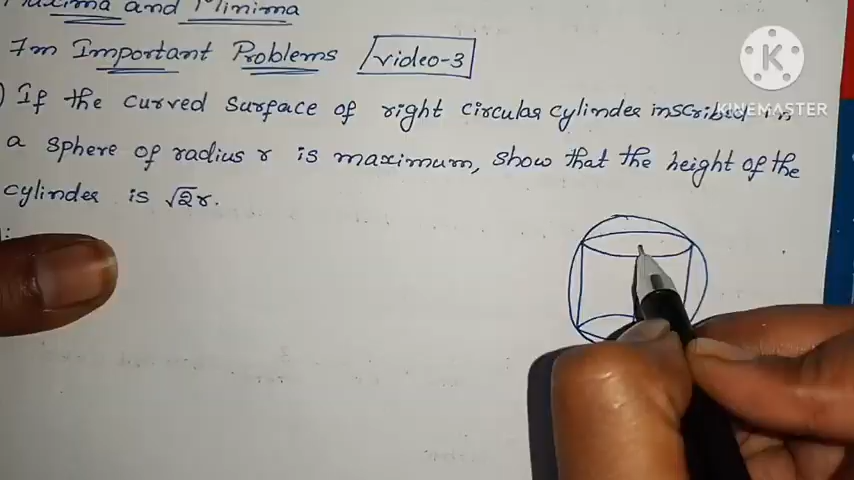 Maxima and Minima
7m Important Problems video-3
) If the curved surface of right circular cylinder inscribed in
a sphere of radius r is maximum, show that the height of the
cylinder is √2r.
K
KINEMASTER